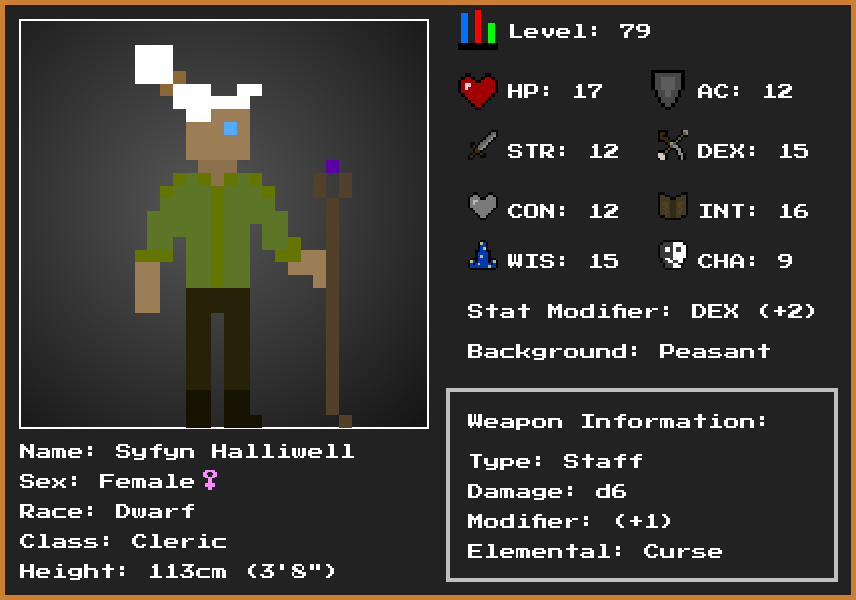 Level: 79
HP: 17
AC: 12
STR: 12
DEX: 15
CON: 12
INT: 16
WIS: 15
CHA: 9
Stat Modifier: DEX (+2)
Background: Peasant
Weapon Information:
Type: Staff
Damage: d6
Modifier: (+1)
Elemental: Curse
Name: Syfyn Halliwell
Sex: Female♀
Race: Dwarf
Class: Cleric
Height: 113cm (3'8")